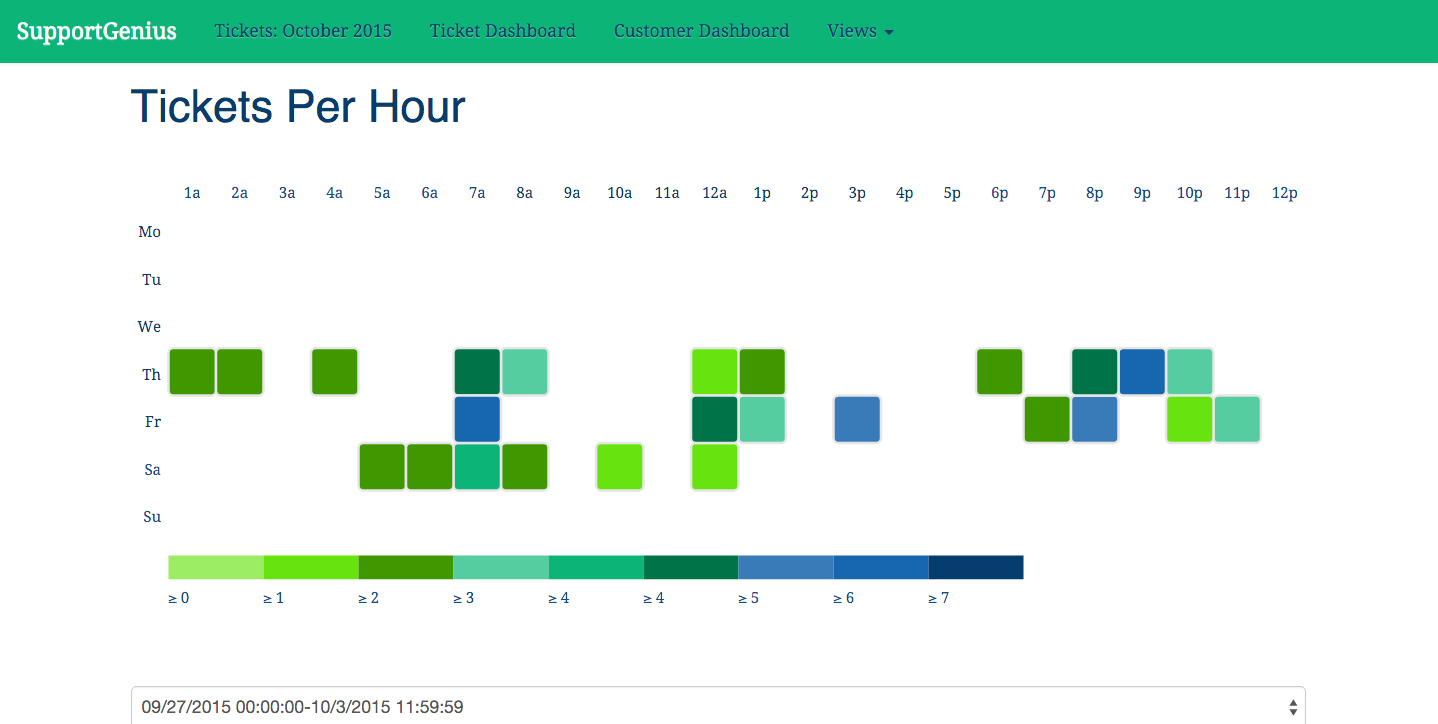 SupportGenius Tickets: October 2015 Ticket Dashboard Customer Dashboard Views
Tickets Per Hour
1a 2a 3a 4a 5a 6a 7a 8a 9a 10a 11a 12a 1p 2p 3p 4p 5p 6p 7p 8p 9p 10p 11p 12p
Mo
Tu
We
Th
Fr
Sa
Su
≥ 0 ≥ 1 ≥ 2 ≥ 3 ≥ 4 ≥ 4 ≥ 5 ≥ 6 ≥ 7
09/27/2015 00:00:00-10/3/2015 11:59:59